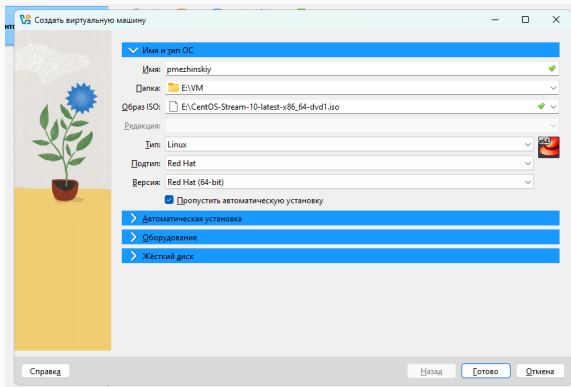 Создать виртуальную машину
Имя и тип ОС
Имя: pmezhinskiy
Папка: E:\VM
Образ ISO: E:\CentOS-Stream-10-latest-x86_64-dvd1.iso
Редакция:
Тип: Linux
x64
Подтип: Red Hat
Версия: Red Hat (64-bit)
Пропустить автоматическую установку
Автоматическая установка
Оборудование
Жёсткий диск
Справка Назад Готово Отмена